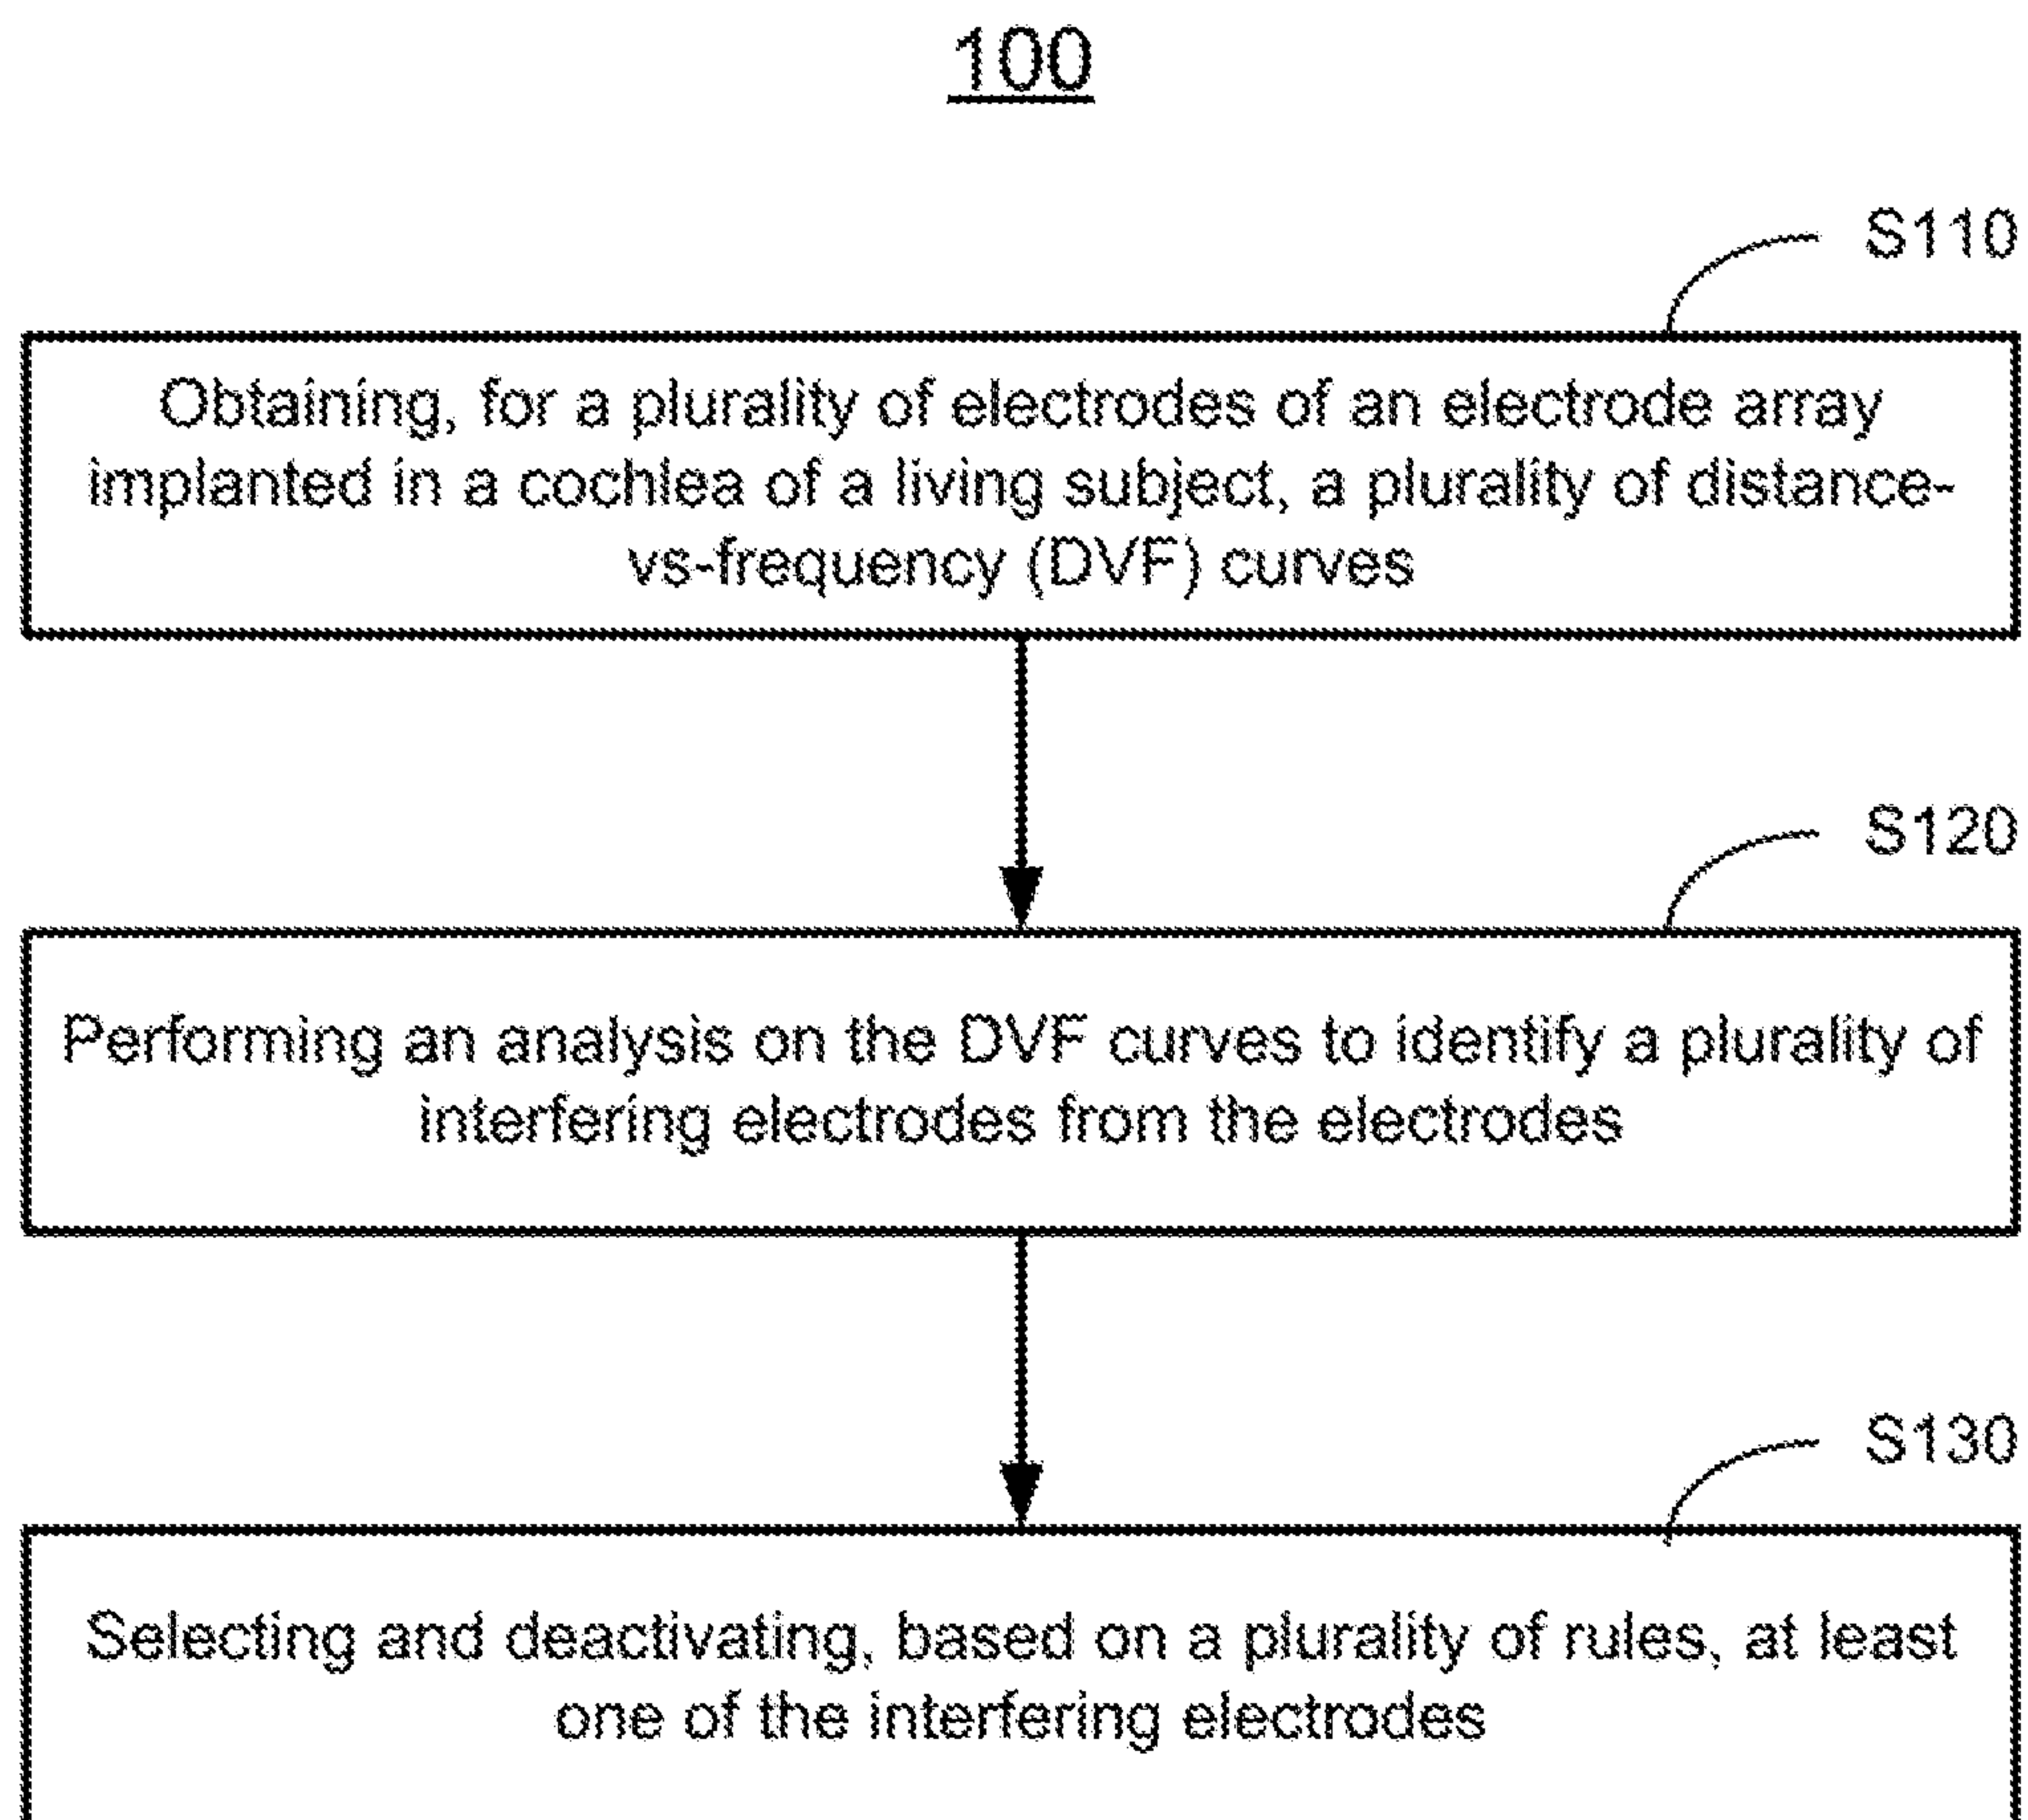 100
S110
Obtaining, for a plurality of electrodes of an electrode array
implanted in a cochlea of a living subject, a plurality of distance-
vs-frequency (DVF) curves
S120
Performing an analysis on the DVF curves to identify a plurality of
interfering electrodes from the electrodes
S130
Selecting and deactivating, based on a plurality of rules, at least
one of the interfering electrodes